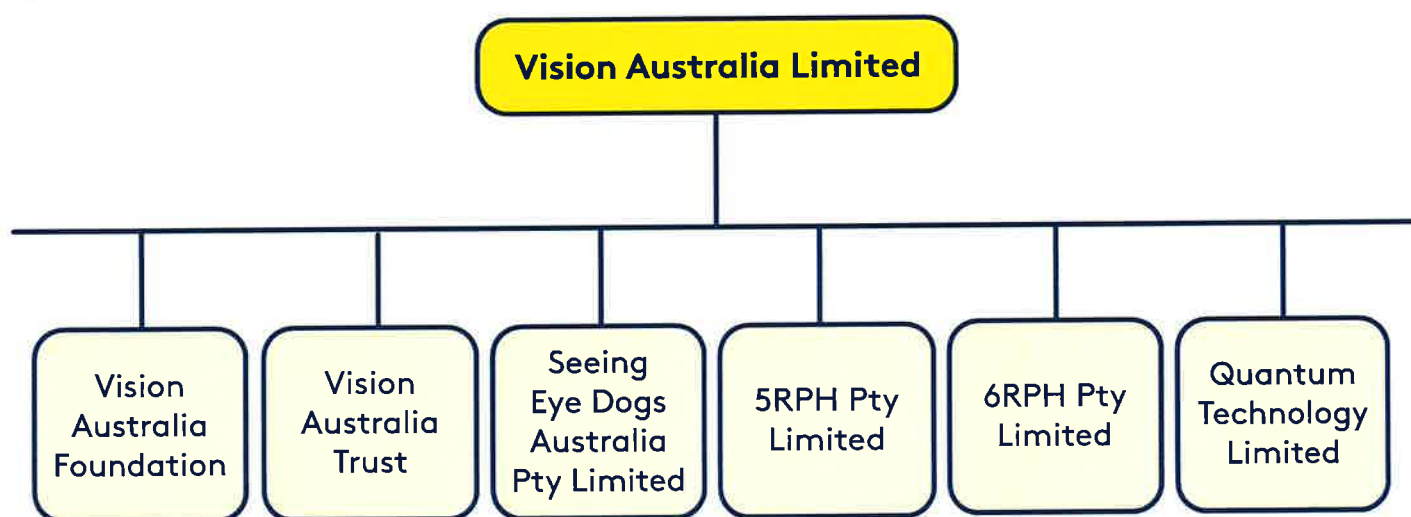 Vision Australia Limited
Vision
Australia
Foundation
Vision
Australia
Trust
Seeing
Eye Dogs
Australia
Pty Limited
5RPH Pty
Limited
6RPH Pty
Limited
Quantum
Technology
Limited